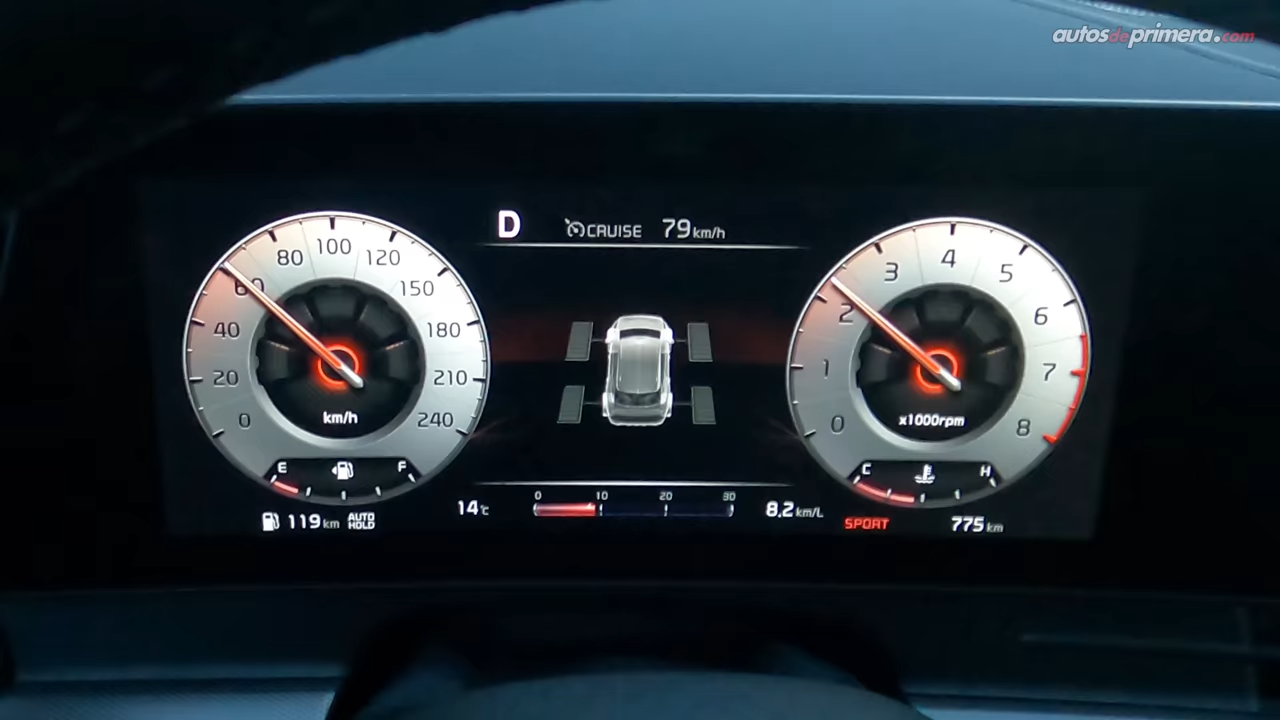 autosdeprimera.com
D CRUISE 79 km/h
0 20 40 60 80 100 120 150 180 210 240
km/h
E F
119 km AUTO HOLD
14 °C
0 10 20 30
8.2 km/L
0 1 2 3 4 5 6 7 8
x1000rpm
C H
SPORT 775 km